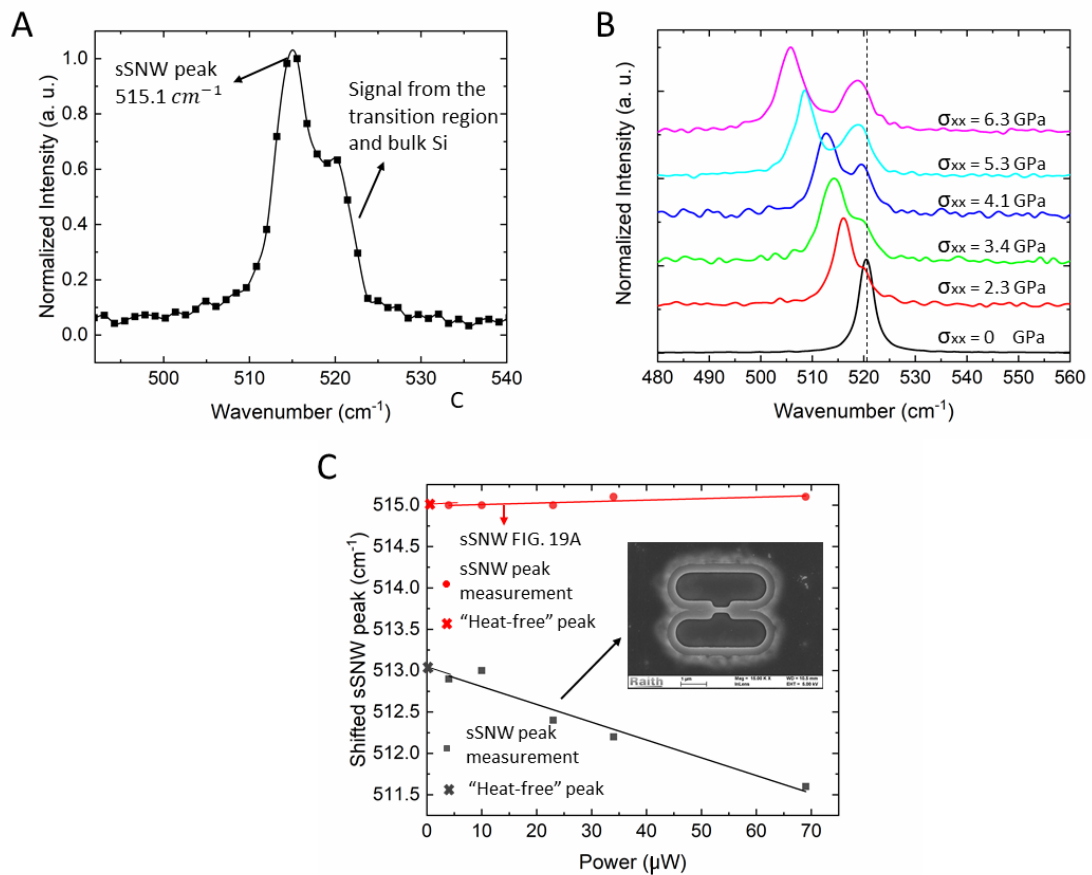 A
sSNW peak
515.1 cm⁻¹
Signal from the
transition region
and bulk Si
1.0
0.8
0.6
0.4
0.2
0.0
Normalized Intensity (a. u.)
500 510 520 530 540
Wavenumber (cm⁻¹)
C
B
Normalized Intensity (a. u.)
σxx = 6.3 GPa
σxx = 5.3 GPa
σxx = 4.1 GPa
σxx = 3.4 GPa
σxx = 2.3 GPa
σxx = 0 GPa
480 490 500 510 520 530 540 550 560
Wavenumber (cm⁻¹)
C
515.0
514.5
514.0
513.5
513.0
512.5
512.0
511.5
Shifted sSNW peak (cm⁻¹)
sSNW FIG. 19A
sSNW peak
measurement
"Heat-free" peak
sSNW peak
measurement
"Heat-free" peak
Raith
1 µm
0 10 20 30 40 50 60 70
Power (µW)